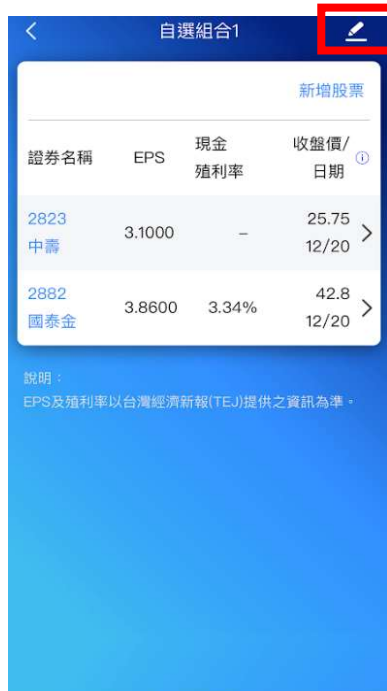 自選組合1
新增股票
證券名稱 EPS 現金殖利率 收盤價/日期
2823 中壽 3.1000 – 25.75 12/20
2882 國泰金 3.8600 3.34% 42.8 12/20
說明：
EPS及殖利率以台灣經濟新報(TEJ)提供之資訊為準。